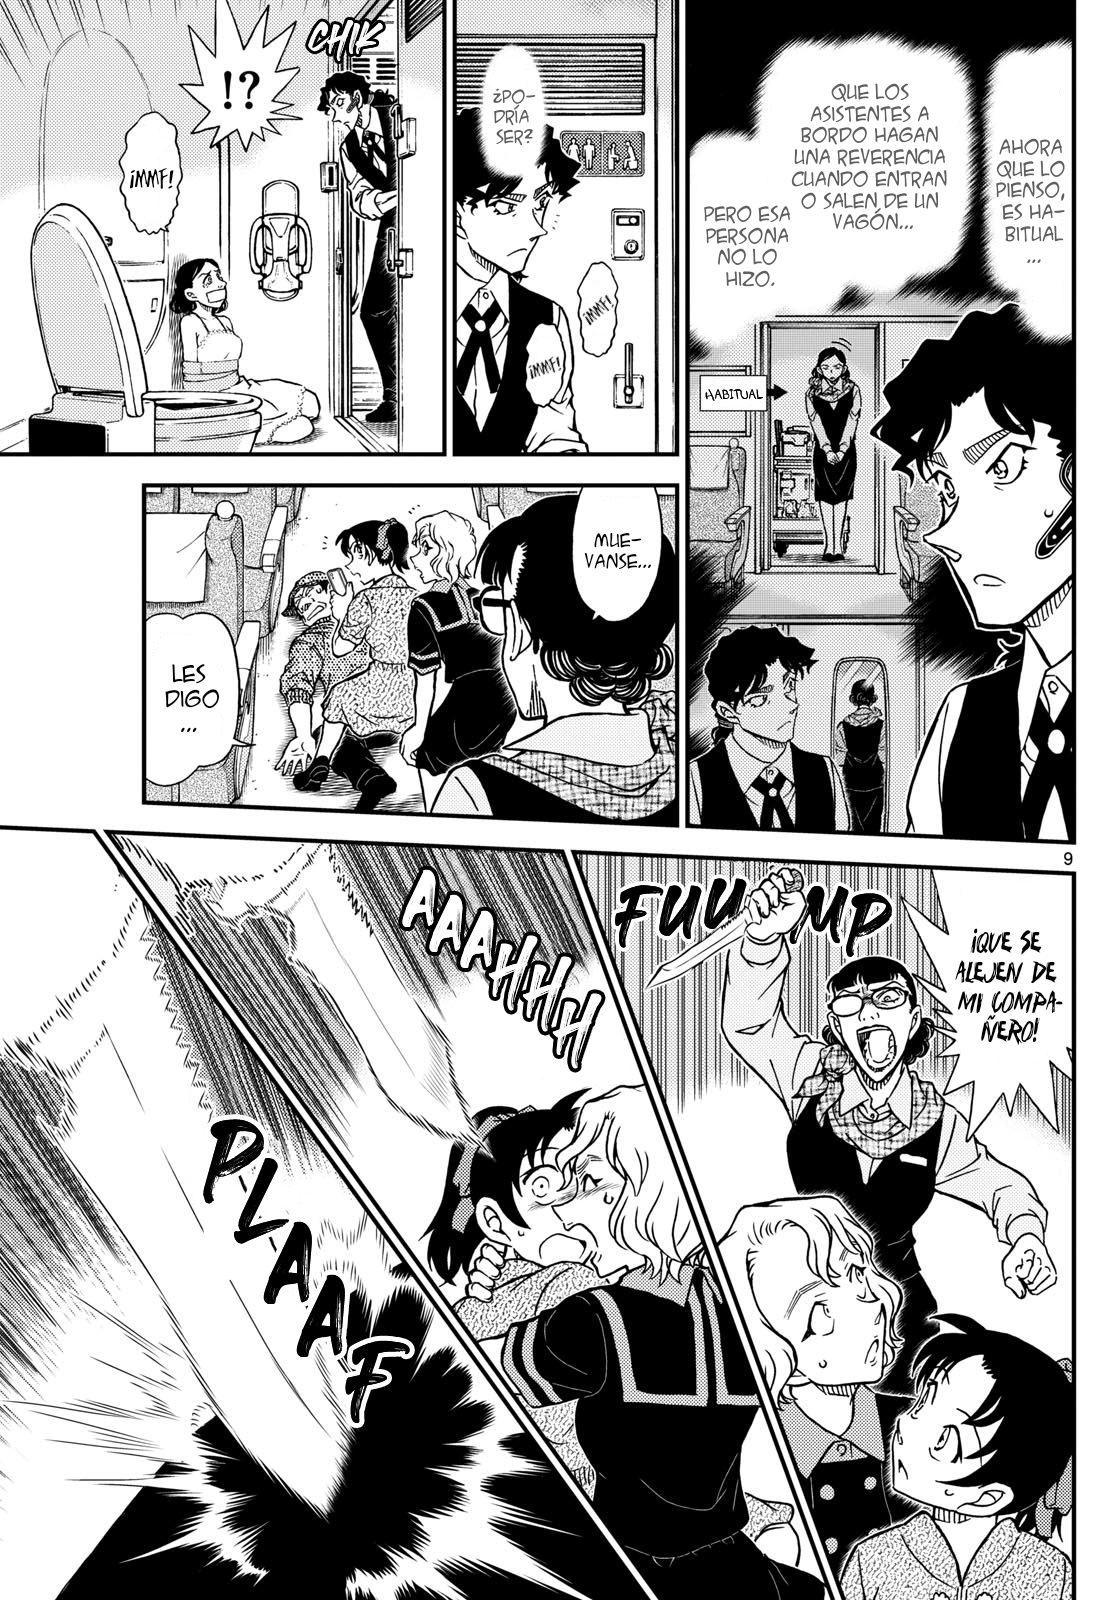 AHORA
QUE LO
PIENSO,
ES HA-
BITUAL
...
QUE LOS
ASISTENTES A
BORDO HAGAN
UNA REVERENCIA
CUANDO ENTRAN
O SALEN DE UN
VAGÓN...
PERO ESA
PERSONA
NO LO
HIZO.
HABITUAL
¿PO-
DRÍA
SER?
¡MMF!
¡MMF!
CHIK
!?
¡MMF!
MUE-
VANSE...
LES
DIGO
...
9
¡QUE SE
ALEJEN DE
MI COMPA-
ÑERO!
FUUUMP
AAAHHH
PLAAF